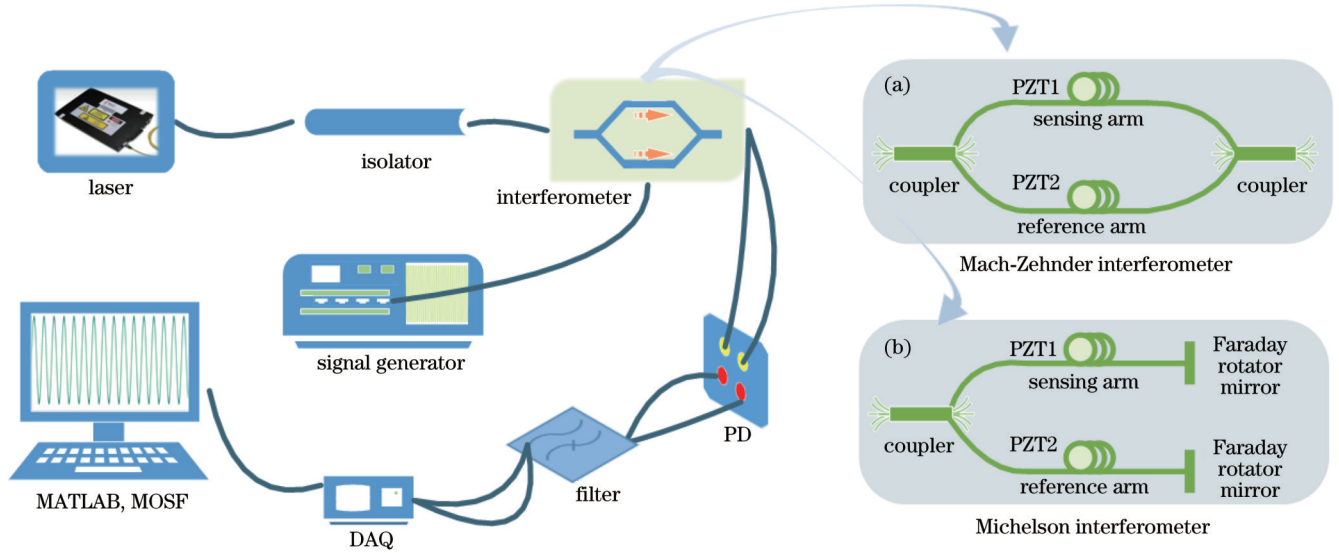 laser
isolator
interferometer
signal generator
MATLAB, MOSF
DAQ
filter
PD
(a)
PZT1
sensing arm
coupler
PZT2
coupler
reference arm
Mach-Zehnder interferometer
(b)
PZT1
sensing arm
Faraday
rotator
mirror
coupler
PZT2
reference arm
Faraday
rotator
mirror
Michelson interferometer